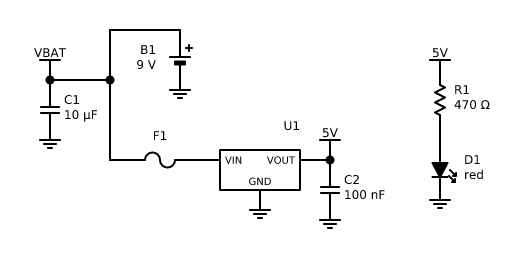 VBAT
B1
9 V
+
C1
10 µF
F1
U1
VIN
VOUT
GND
5V
C2
100 nF
5V
R1
470 Ω
D1
red